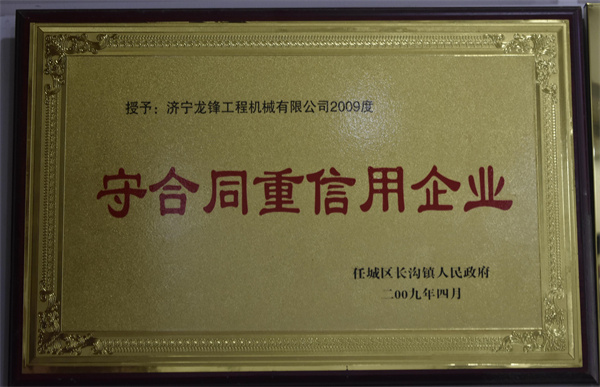 授予：济宁龙锋工程机械有限公司2009度
守合同重信用企业
任城区长沟镇人民政府
二00九年四月